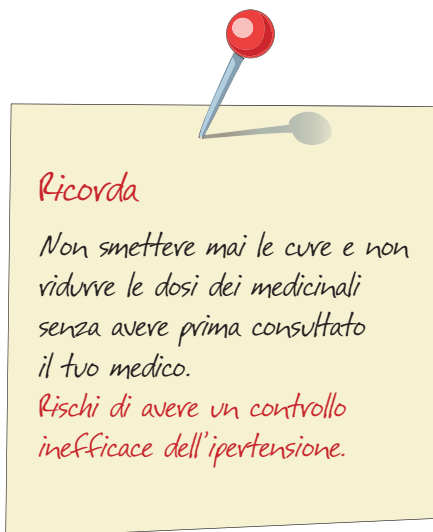 Ricorda
Non smettere mai le cure e non
ridurre le dosi dei medicinali
senza avere prima consultato
il tuo medico.
Rischi di avere un controllo
inefficace dell'ipertensione.